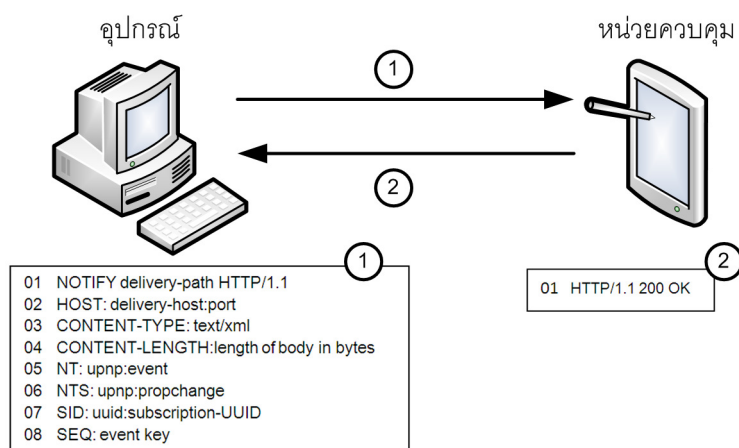 อุปกรณ์
หน่วยควบคุม
1
2
1
01 NOTIFY delivery-path HTTP/1.1
02 HOST: delivery-host:port
03 CONTENT-TYPE: text/xml
04 CONTENT-LENGTH:length of body in bytes
05 NT: upnp:event
06 NTS: upnp:propchange
07 SID: uuid:subscription-UUID
08 SEQ: event key
2
01 HTTP/1.1 200 OK